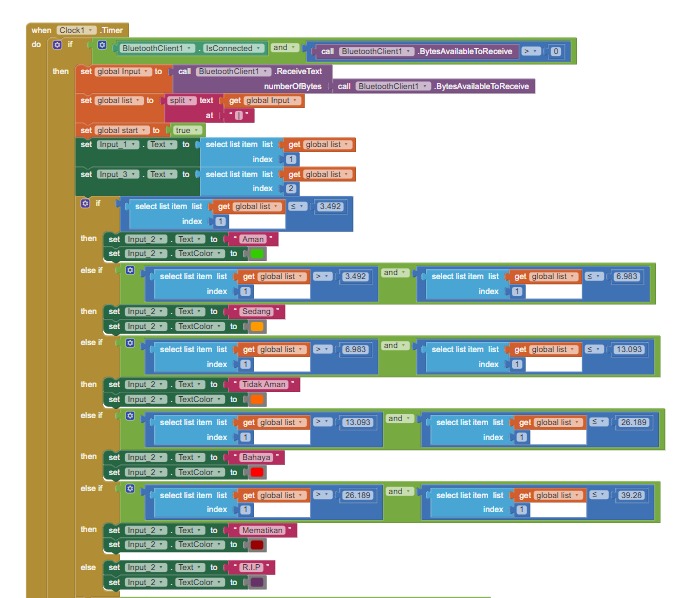 when Clock1 .Timer
do if BluetoothClient1 . IsConnected and call BluetoothClient1 .BytesAvailableToReceive > 0
then set global Input to call BluetoothClient1 .ReceiveText
numberOfBytes call BluetoothClient1 .BytesAvailableToReceive
set global list to split text get global Input
at " | "
set global start to true
set Input_1 . Text to select list item list get global list
index 1
set Input_3 . Text to select list item list get global list
index 2
if select list item list get global list ≤ 3.492
index 1
then set Input_2 . Text to " Aman "
set Input_2 . TextColor to
else if select list item list get global list > 3.492 and select list item list get global list ≤ 6.983
index 1 index 1
then set Input_2 . Text to " Sedang "
set Input_2 . TextColor to
else if select list item list get global list > 6.983 and select list item list get global list ≤ 13.093
index 1 index 1
then set Input_2 . Text to " Tidak Aman "
set Input_2 . TextColor to
else if select list item list get global list > 13.093 and select list item list get global list ≤ 26.189
index 1 index 1
then set Input_2 . Text to " Bahaya "
set Input_2 . TextColor to
else if select list item list get global list > 26.189 and select list item list get global list ≤ 39.28
index 1 index 1
then set Input_2 . Text to " Mematikan "
set Input_2 . TextColor to
else set Input_2 . Text to " R.I.P "
set Input_2 . TextColor to